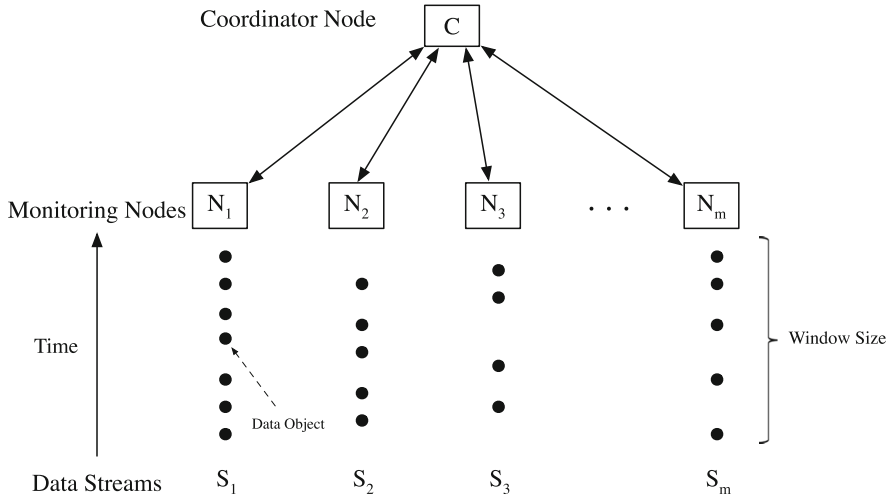 Coordinator Node
C
Monitoring Nodes
N1
N2
N3
. . .
Nm
Time
Window Size
Data Object
Data Streams
S1
S2
S3
Sm